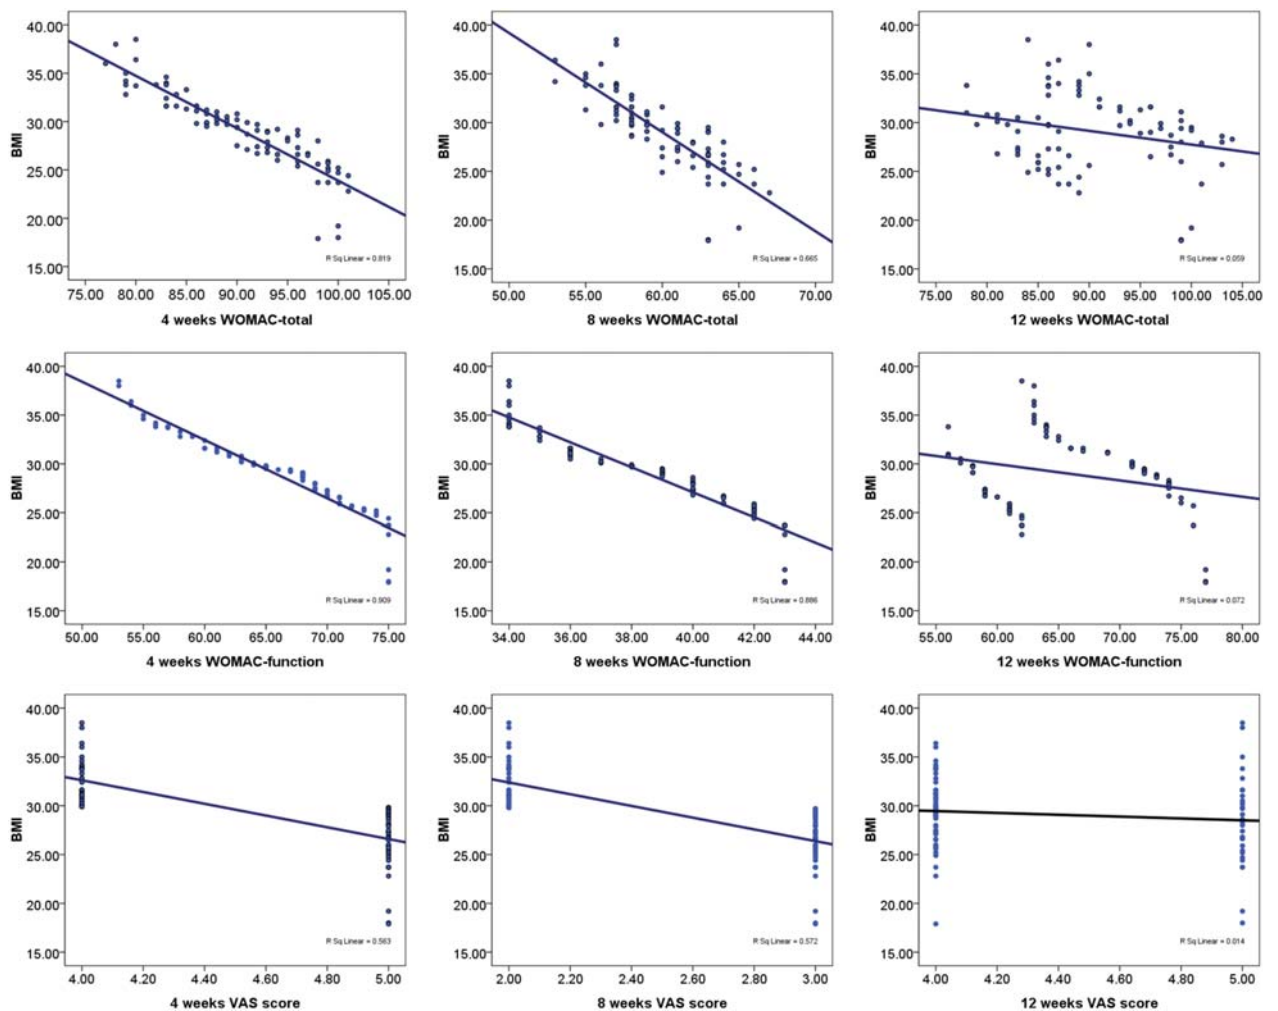 40.00
35.00
30.00
25.00
20.00
15.00
BMI
R Sq Linear = 0.819
75.00 80.00 85.00 90.00 95.00 100.00 105.00
4 weeks WOMAC-total
40.00
35.00
30.00
25.00
20.00
15.00
BMI
R Sq Linear = 0.665
50.00 55.00 60.00 65.00 70.00
8 weeks WOMAC-total
40.00
35.00
30.00
25.00
20.00
15.00
BMI
R Sq Linear = 0.059
75.00 80.00 85.00 90.00 95.00 100.00 105.00
12 weeks WOMAC-total
40.00
35.00
30.00
25.00
20.00
15.00
BMI
R Sq Linear = 0.909
50.00 55.00 60.00 65.00 70.00 75.00
4 weeks WOMAC-function
40.00
35.00
30.00
25.00
20.00
15.00
BMI
R Sq Linear = 0.886
34.00 36.00 38.00 40.00 42.00 44.00
8 weeks WOMAC-function
40.00
35.00
30.00
25.00
20.00
15.00
BMI
R Sq Linear = 0.072
55.00 60.00 65.00 70.00 75.00 80.00
12 weeks WOMAC-function
40.00
35.00
30.00
25.00
20.00
15.00
BMI
R Sq Linear = 0.563
4.00 4.20 4.40 4.60 4.80 5.00
4 weeks VAS score
40.00
35.00
30.00
25.00
20.00
15.00
BMI
R Sq Linear = 0.572
2.00 2.20 2.40 2.60 2.80 3.00
8 weeks VAS score
40.00
35.00
30.00
25.00
20.00
15.00
BMI
R Sq Linear = 0.014
4.00 4.20 4.40 4.60 4.80 5.00
12 weeks VAS score